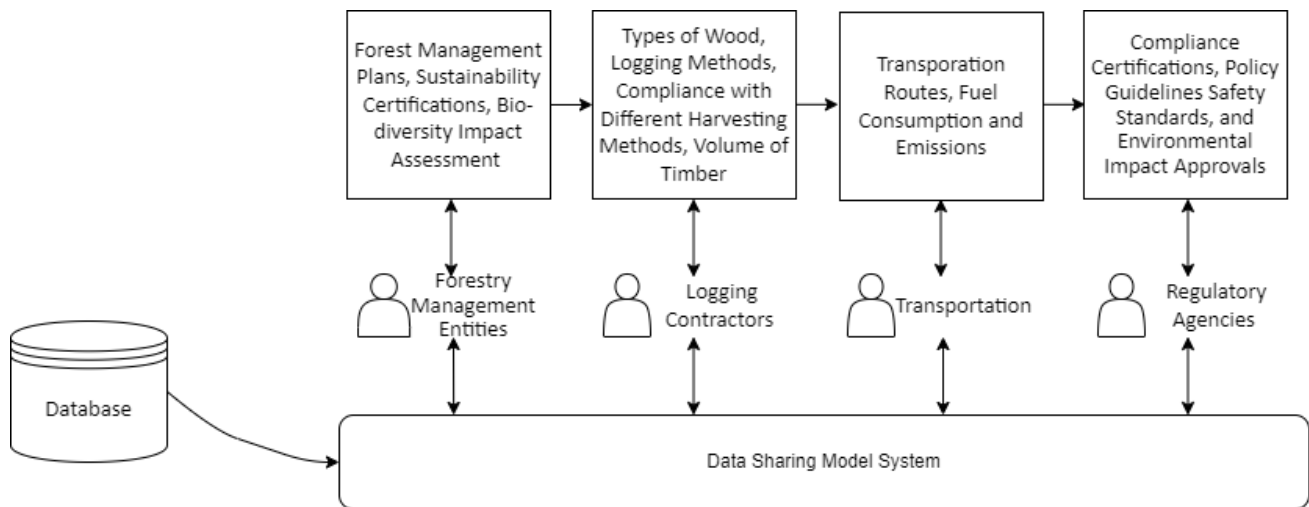 Forest Management
Plans, Sustainability
Certifications, Bio-
diversity Impact
Assessment
Types of Wood,
Logging Methods,
Compliance with
Different Harvesting
Methods, Volume of
Timber
Transporation
Routes, Fuel
Consumption and
Emissions
Compliance
Certifications, Policy
Guidelines Safety
Standards, and
Environmental
Impact Approvals
Forestry
Management
Entities
Logging
Contractors
Transportation
Regulatory
Agencies
Database
Data Sharing Model System